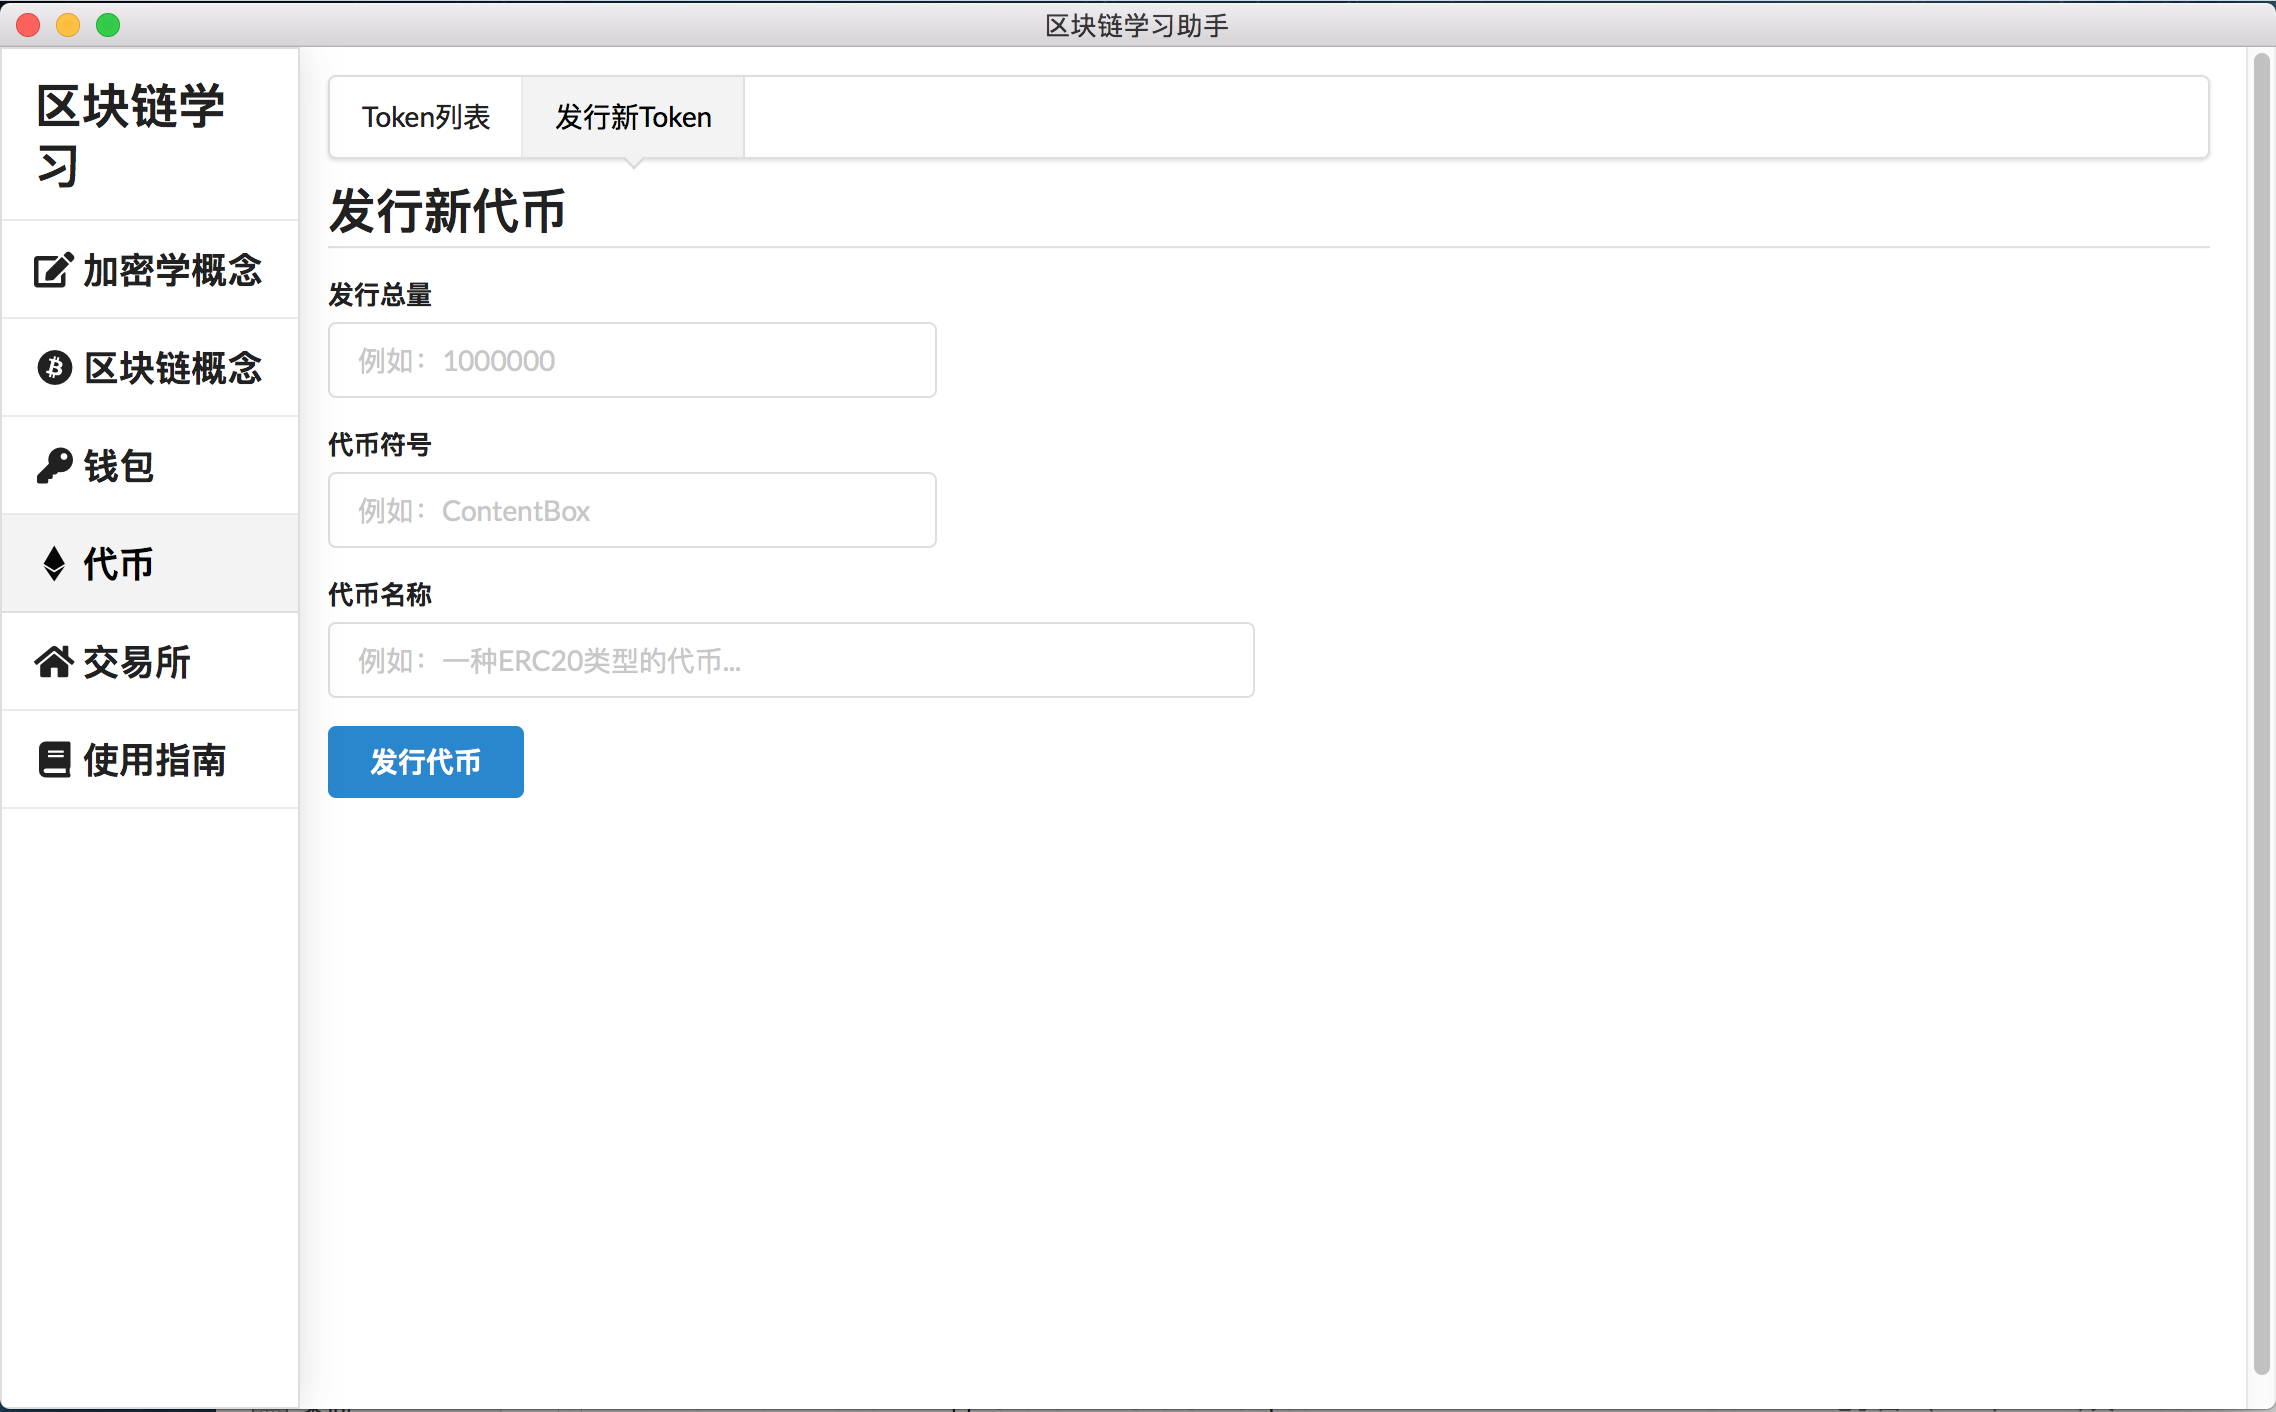 区块链学习助手
区块链学
习
加密学概念
区块链概念
钱包
代币
交易所
使用指南
Token列表
发行新Token
发行新代币
发行总量
例如：1000000
代币符号
例如：ContentBox
代币名称
例如：一种ERC20类型的代币...
发行代币